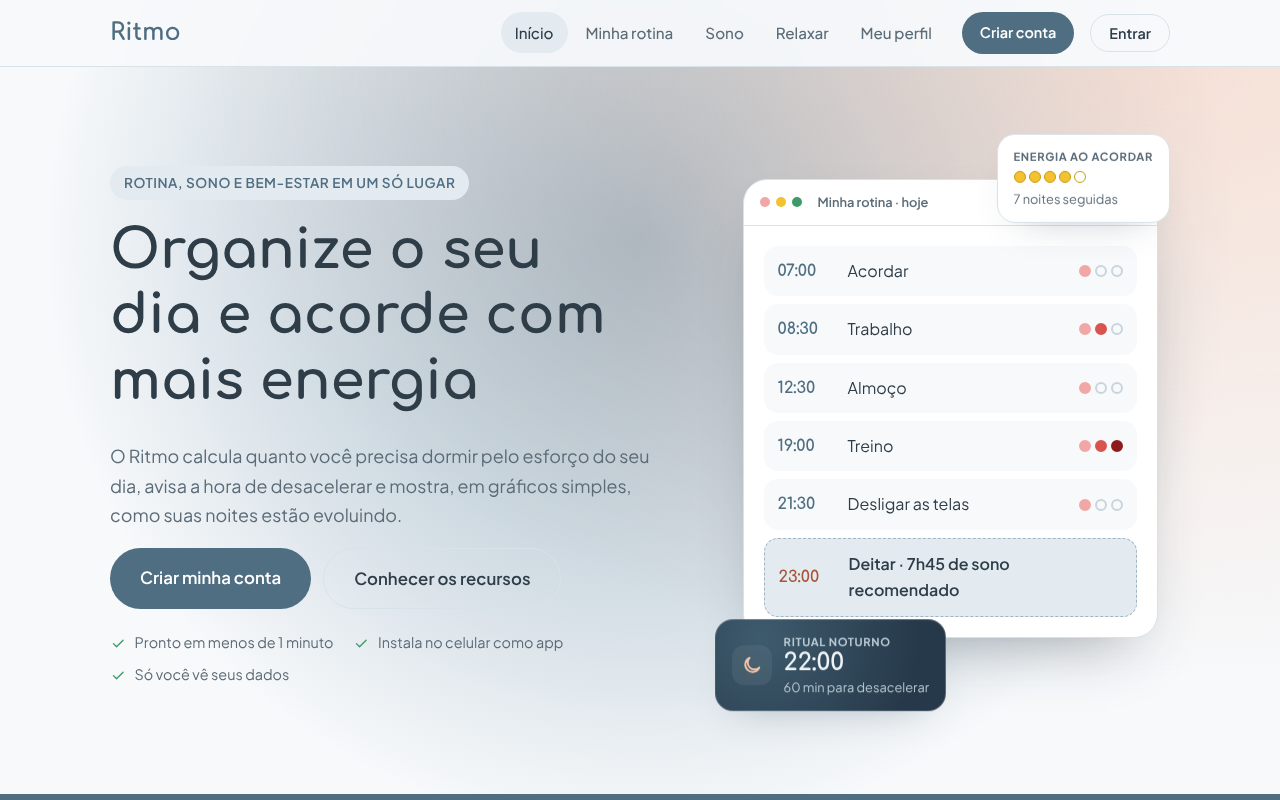 Ritmo
Início
Minha rotina
Sono
Relaxar
Meu perfil
Criar conta
Entrar
ROTINA, SONO E BEM-ESTAR EM UM SÓ LUGAR
Organize o seu
dia e acorde com
mais energia
O Ritmo calcula quanto você precisa dormir pelo esforço do seu
dia, avisa a hora de desacelerar e mostra, em gráficos simples,
como suas noites estão evoluindo.
Criar minha conta
Conhecer os recursos
Pronto em menos de 1 minuto
Instala no celular como app
Só você vê seus dados
ENERGIA AO ACORDAR
7 noites seguidas
Minha rotina · hoje
07:00 Acordar
08:30 Trabalho
12:30 Almoço
19:00 Treino
21:30 Desligar as telas
23:00 Deitar · 7h45 de sono
recomendado
RITUAL NOTURNO
22:00
60 min para desacelerar